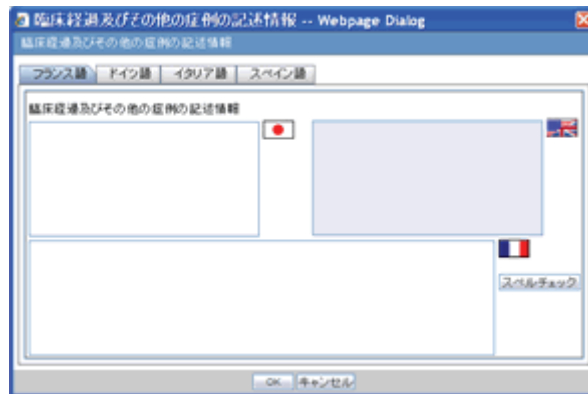 臨床経過及びその他の症例の記述情報 -- Webpage Dialog
臨床経過及びその他の症例の記述情報
フランス語 ドイツ語 イタリア語 スペイン語
臨床経過及びその他の症例の記述情報
スペルチェック
OK キャンセル